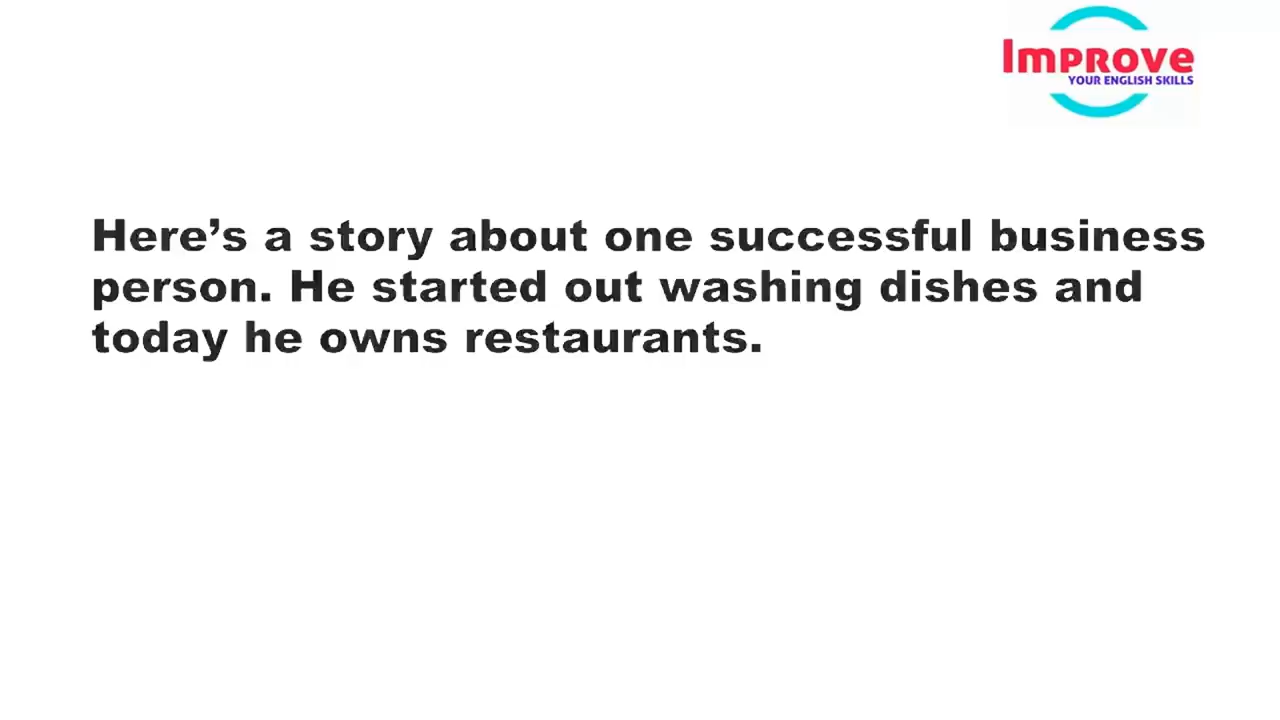 Improve
YOUR ENGLISH SKILLS
Here’s a story about one successful business
person. He started out washing dishes and
today he owns restaurants.